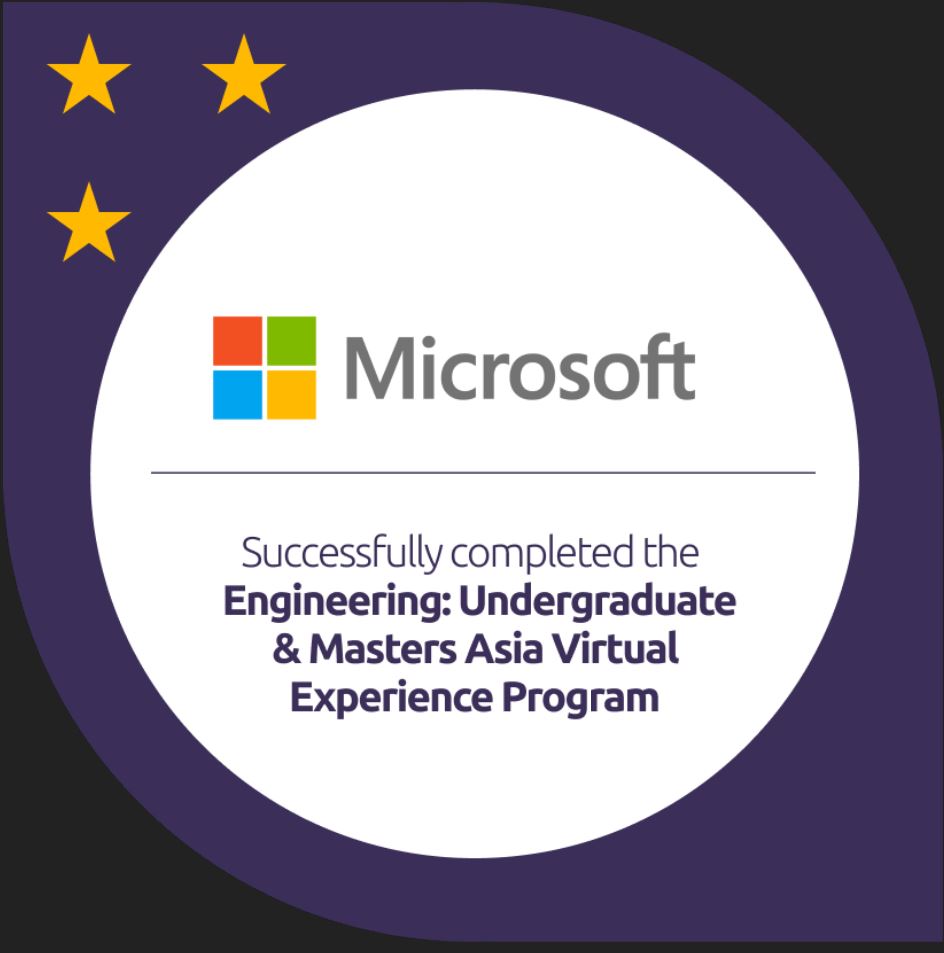 Microsoft
Successfully completed the
Engineering: Undergraduate
& Masters Asia Virtual
Experience Program